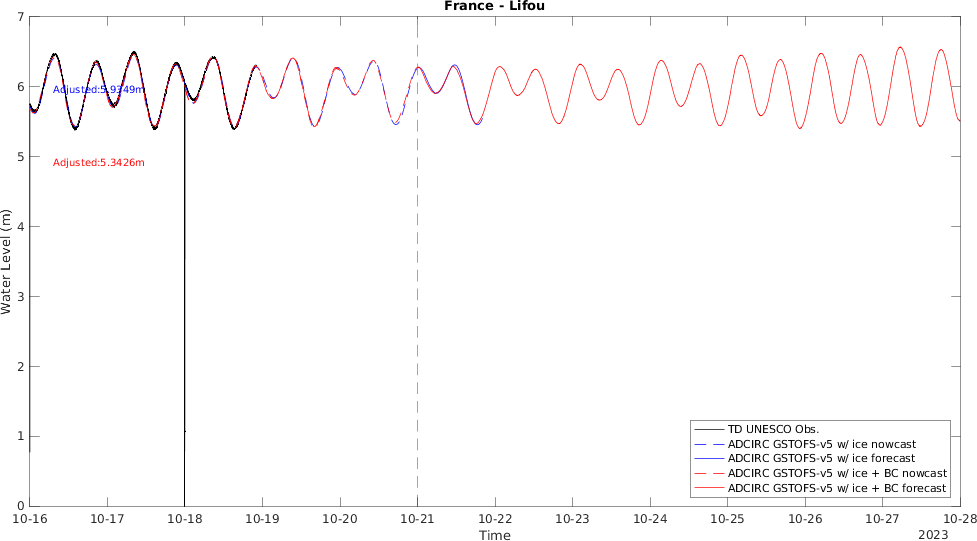 France - Lifou
7
6
5
4
3
2
1
0
Water Level (m)
Adjusted:5.9349m
Adjusted:5.3426m
TD UNESCO Obs.
ADCIRC GSTOFS-v5 w/ ice nowcast
ADCIRC GSTOFS-v5 w/ ice forecast
ADCIRC GSTOFS-v5 w/ ice + BC nowcast
ADCIRC GSTOFS-v5 w/ ice + BC forecast
10-16 10-17 10-18 10-19 10-20 10-21 10-22 10-23 10-24 10-25 10-26 10-27 10-28
Time
2023